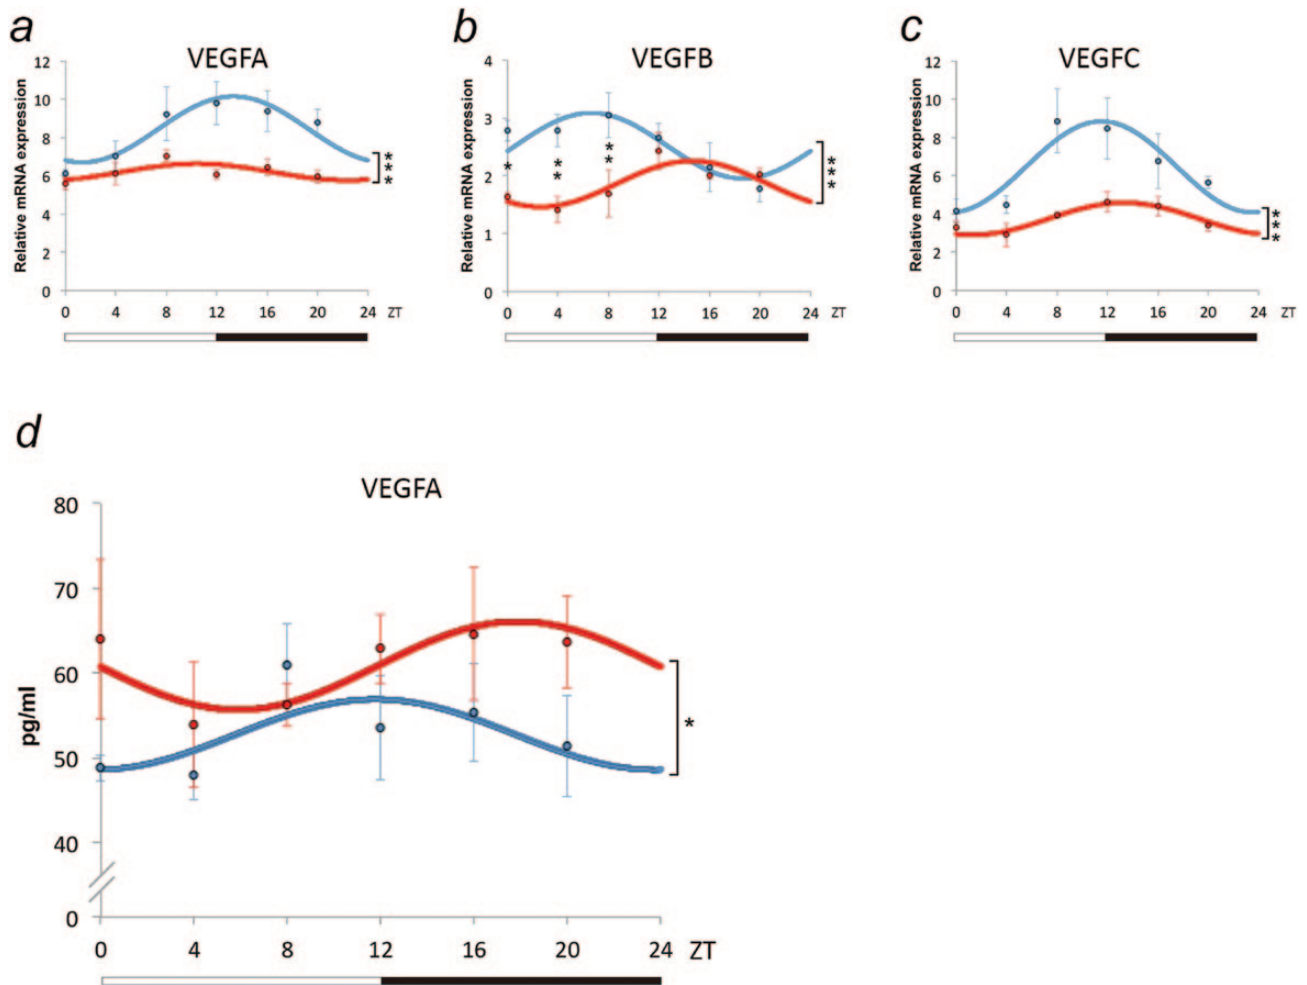 a
VEGFA
Relative mRNA expression
12
10
8
6
4
2
0
***
0 4 8 12 16 20 24 ZT
b
VEGFB
Relative mRNA expression
4
3
2
1
0
*
**
**
***
0 4 8 12 16 20 24 ZT
c
VEGFC
Relative mRNA expression
12
10
8
6
4
2
0
***
0 4 8 12 16 20 24 ZT
d
VEGFA
pg/ml
80
70
60
50
40
0
*
0 4 8 12 16 20 24 ZT